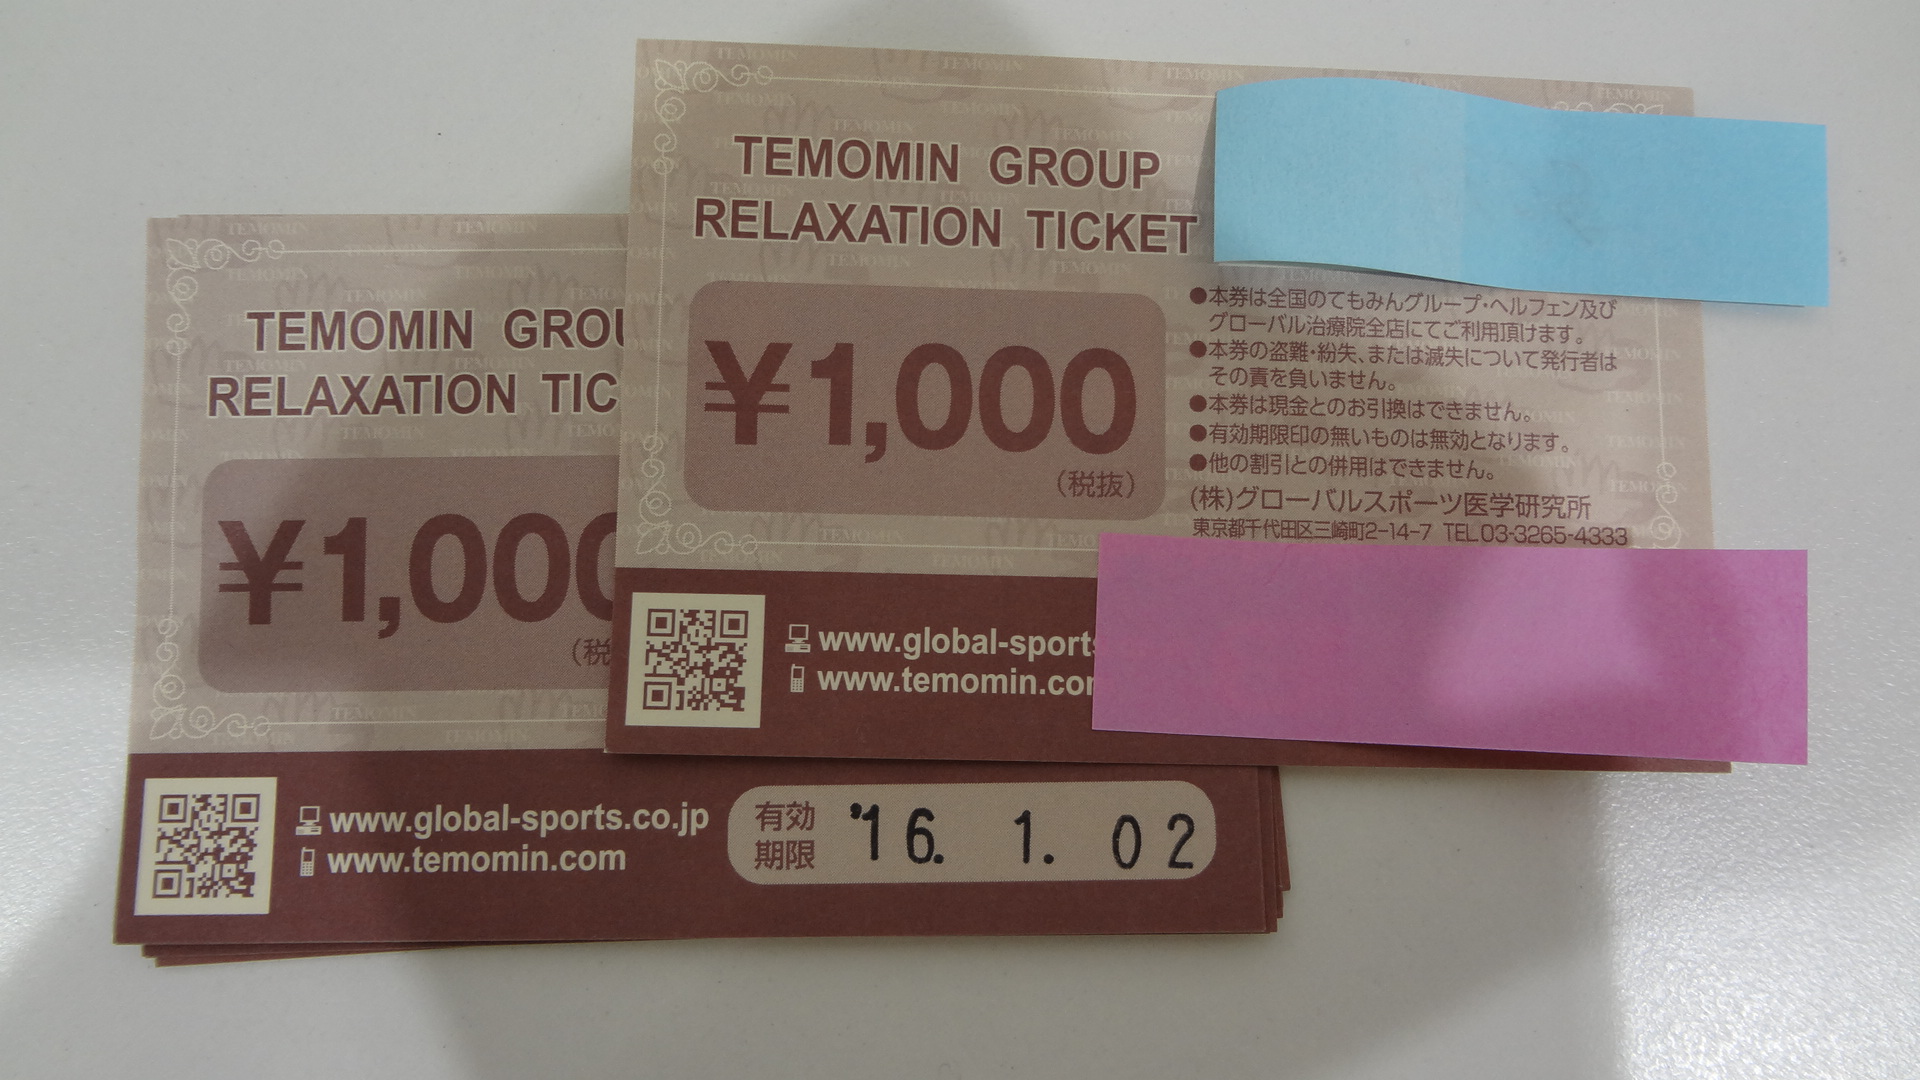 TEMOMIN GROUP
RELAXATION TICKET
¥1,000
(税抜)
●本券は全国のてもみんグループ・ヘルフェン及び
グローバル治療院全店にてご利用頂けます。
●本券の盗難・紛失、または滅失について発行者は
その責を負いません。
●本券は現金とのお引換はできません。
●有効期限印の無いものは無効となります。
●他の割引との併用はできません。
(株)グローバルスポーツ医学研究所
東京都千代田区三崎町2-14-7 TEL.03-3265-4333
www.global-sports
www.temomin.co
TEMOMIN GROU
RELAXATION TIC
¥1,000
(税
www.global-sports.co.jp
www.temomin.com
有効
期限
'16. 1. 02